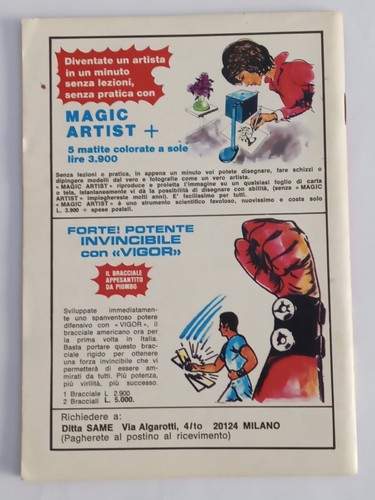 Diventate un artista
in un minuto
senza lezioni,
senza pratica con
MAGIC
ARTIST +
5 matite colorate a sole
lire 3.900
Senza lezioni o pratica, in appena un minuto voi potete disegnare, fare schizzi o
dipingere modelli dal vero e fotografie come un vero artista.
« MAGIC ARTIST » riproduce e proietta l'immagine su un qualsiasi foglio di carta
o tela, istantaneamente vi dà la possibilità di disegnare con abilità, (senza « MAGIC
ARTIST » impieghereste molti anni). E' facilissimo per tutti.
« MAGIC ARTIST » è uno strumento scientifico favoloso, nuovissimo e costa solo
L. 3.900 + spese postali.
FORTE! POTENTE
INVINCIBILE
con «VIGOR»
IL BRACCIALE
APPESANTITO
DA PIOMBO
Sviluppate immediatamen-
te uno spaventoso potere
difensivo con «VIGOR», il
bracciale americano ora per
la prima volta in Italia.
Basta portare questo brac-
ciale rigido per ottenere
una forza invincibile che vi
permetterà di essere am-
mirati da tutti. Più potenza,
più virilità, più successo.
1 Bracciale L 2.900
2 Bracciali L. 5.000.
Richiedere a:
Ditta SAME Via Algarotti, 4/to 20124 MILANO
(Pagherete al postino al ricevimento)